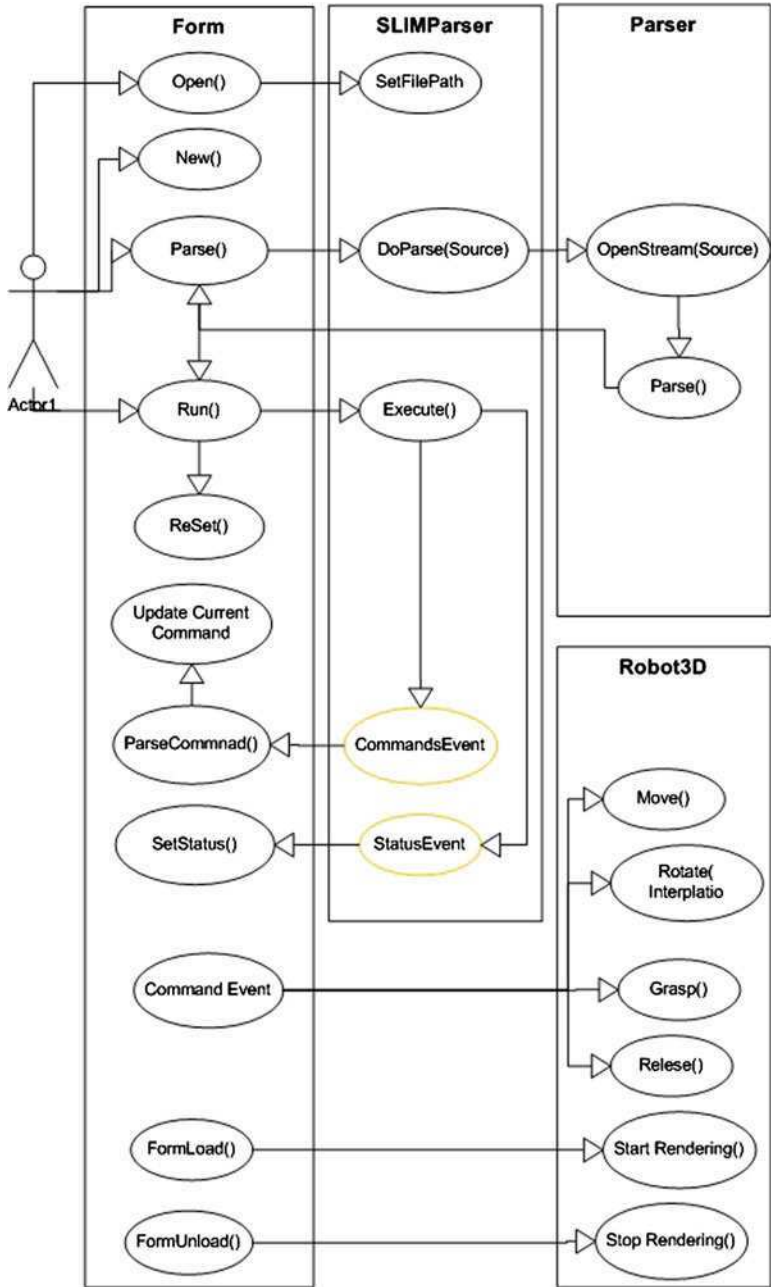 Form
SLIMParser
Parser
Open()
SetFilePath
New()
Parse()
DoParse(Source)
OpenStream(Source)
Parse()
Actor1
Run()
Execute()
ReSet()
Update Current
Command
Robot3D
ParseCommnad()
CommandsEvent
Move()
SetStatus()
StatusEvent
Rotate(
Interplatio
Command Event
Grasp()
Relese()
FormLoad()
Start Rendering()
FormUnload()
Stop Rendering()